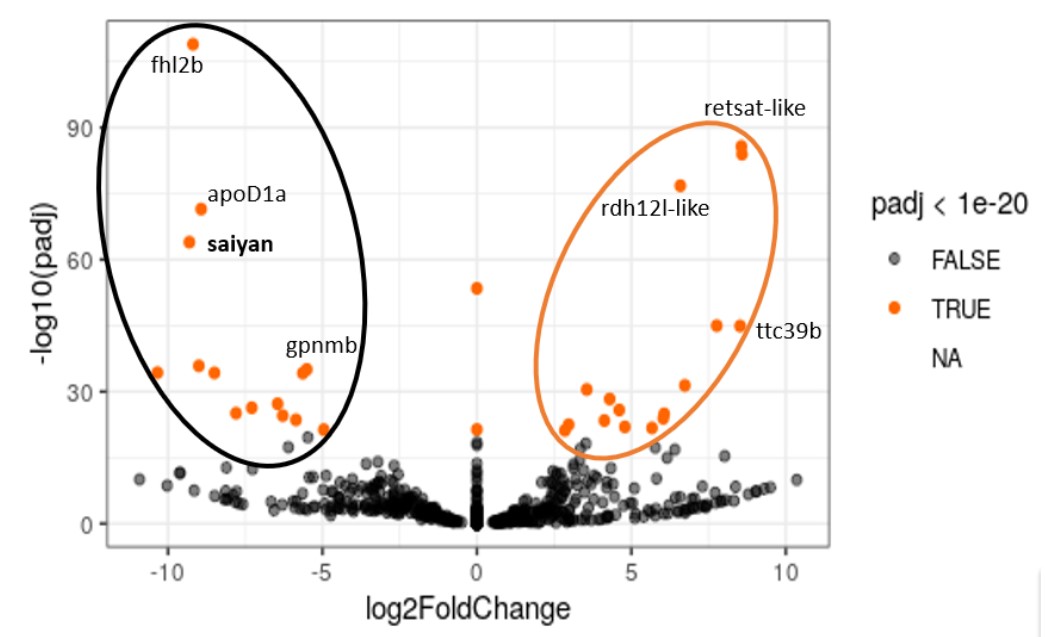 fhl2b
retsat-like
90
apoD1a
rdh12l-like
padj < 1e-20
saiyan
FALSE
60
TRUE
-log10(padj)
gpnmb
ttc39b
NA
30
0
-10
-5
0
5
10
log2FoldChange